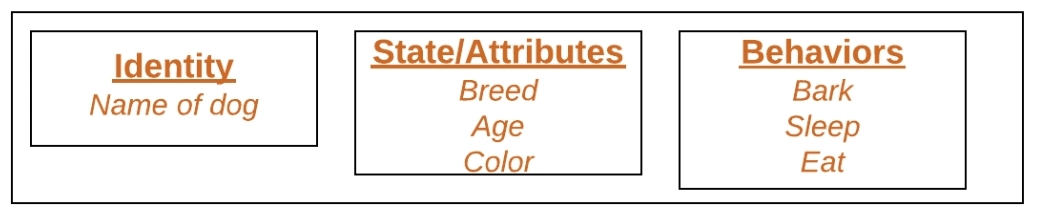 Identity
Name of dog
State/Attributes
Breed
Age
Color
Behaviors
Bark
Sleep
Eat